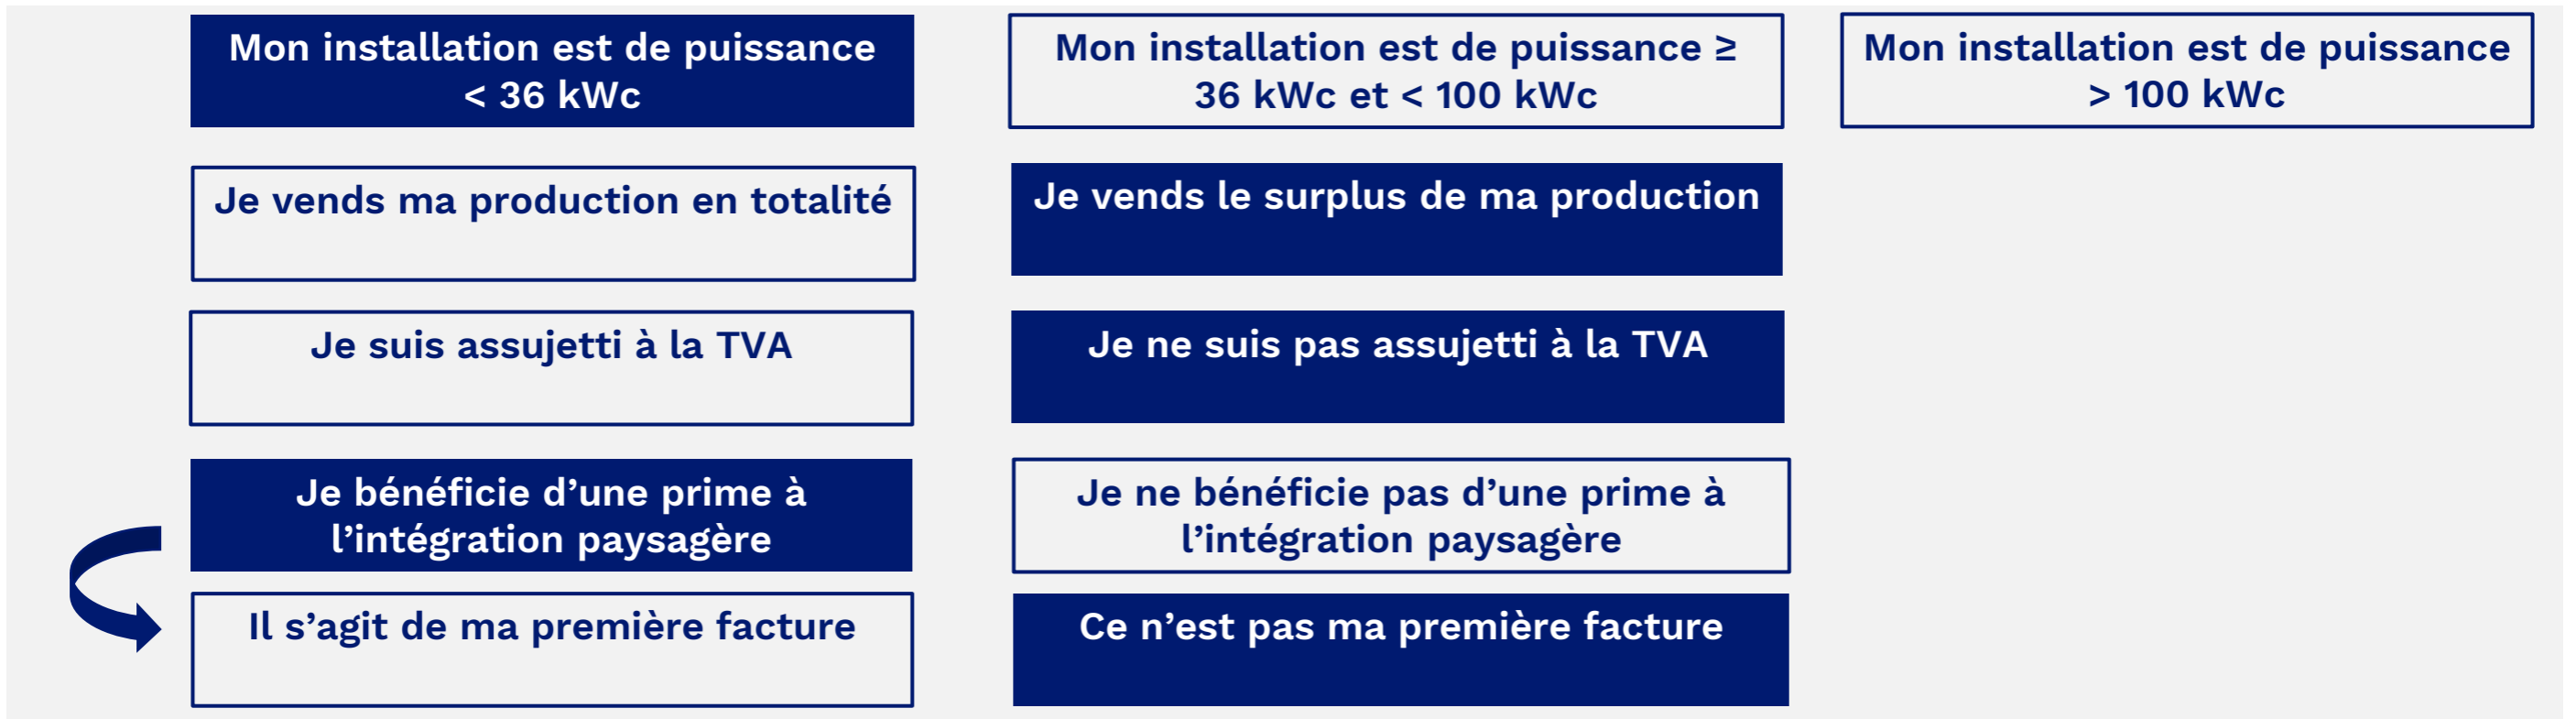 Mon installation est de puissance
< 36 kWc
Mon installation est de puissance ≥
36 kWc et < 100 kWc
Mon installation est de puissance
> 100 kWc
Je vends ma production en totalité
Je vends le surplus de ma production
Je suis assujetti à la TVA
Je ne suis pas assujetti à la TVA
Je bénéficie d’une prime à
l’intégration paysagère
Je ne bénéficie pas d’une prime à
l’intégration paysagère
Il s’agit de ma première facture
Ce n’est pas ma première facture